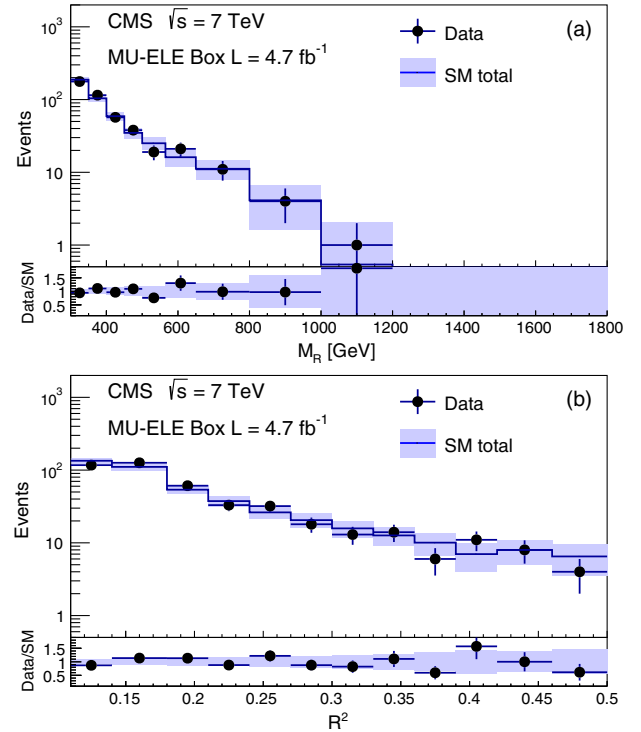 10³
CMS √s = 7 TeV
(a)
MU-ELE Box L = 4.7 fb⁻¹
Data
SM total
10²
10
1
Events
1.5
1
0.5
Data/SM
400 600 800 1000 1200 1400 1600 1800
M_R [GeV]
10³
CMS √s = 7 TeV
(b)
MU-ELE Box L = 4.7 fb⁻¹
Data
SM total
10²
10
1
Events
1.5
1
0.5
Data/SM
0.15 0.2 0.25 0.3 0.35 0.4 0.45 0.5
R²